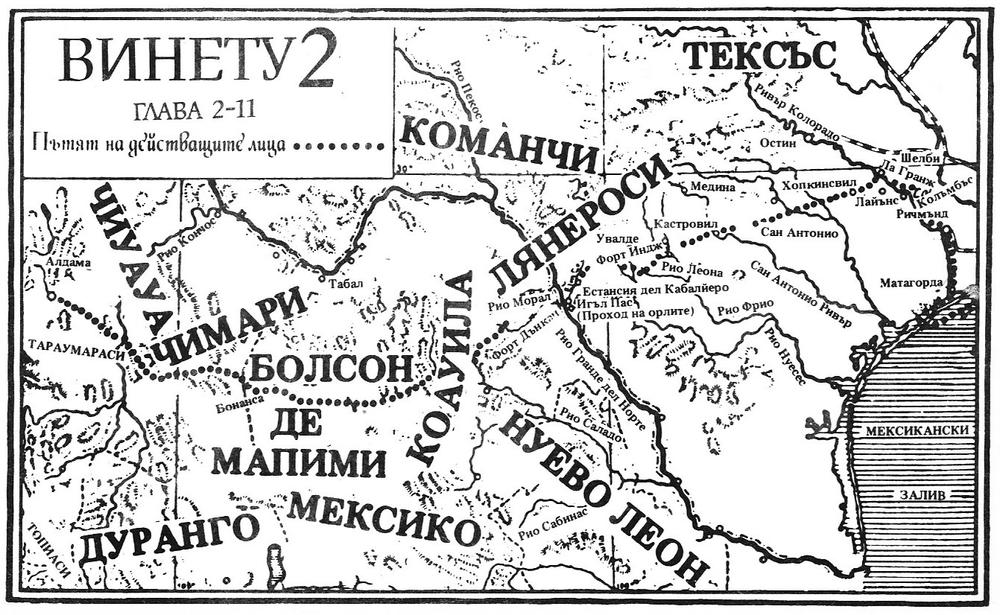 ВИНЕТУ 2
ГЛАВА 2-11
Пътят на действащите лица
ТЕКСЪС
Рио Пекос
КОМАНЧИ
Ривър Колорадо
Остин
Шелби
Ла Гранж
Колъмбъс
Лайънс
Ричмънд
Хопкинсвил
Медина
Сан Антонио
Кастровил
ЛЯНЕРОСИ
Увалде
Форт Индж
Рио Леона
Сан Антонио Ривър
Матагорда
Естансия дел Кабалйеро
Игъл Пас
(Проход на орлите)
Рио Фрио
Рио Нуесес
Рио Морал
Форт Дънкан
Рио Гранде дел Норте
ЧИУАУА
Рио Кончос
Алдама
Табал
ТАРАУМАРАСИ
ЧИМАРИ
БОЛСОН
ДЕ
МАПИМИ
Бонанса
КОАУИЛА
Рио Саладо
НУЕВО ЛЕОН
Рио Сабинас
МЕКСИКО
ДУРАНГО
ТОПИАСИ
МЕКСИКАНСКИ
ЗАЛИВ